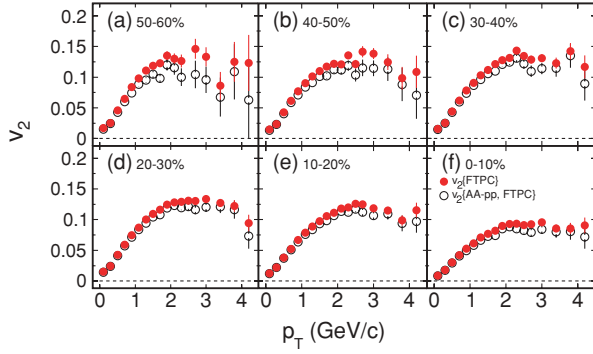 (a) 50-60%
(b) 40-50%
(c) 30-40%
0.2
0.15
0.1
0.05
0
v2
(d) 20-30%
(e) 10-20%
(f) 0-10%
v2{FTPC}
v2{AA-pp, FTPC}
0.2
0.15
0.1
0.05
0
0 1 2 3 4
0 1 2 3 4
0 1 2 3 4
pT (GeV/c)